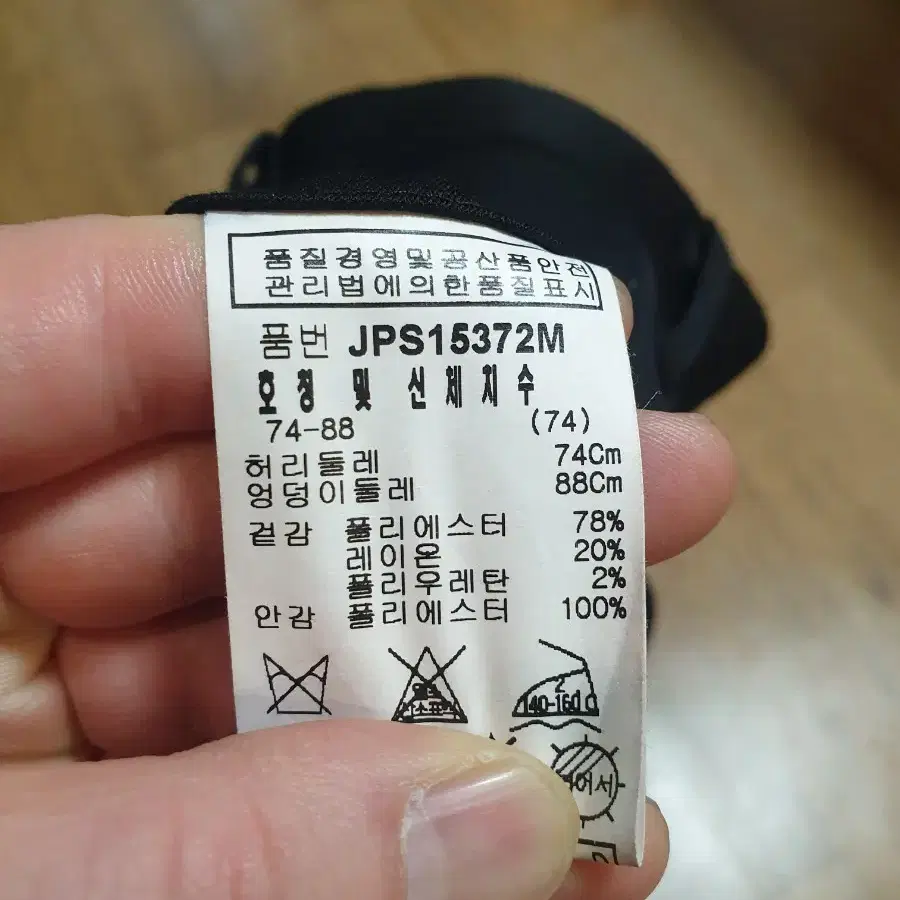 품질경영및공산품안전
관리법에의한품질표시
품번 JPS15372M
호칭 및 신체치수
74-88 (74)
허리둘레 74Cm
엉덩이둘레 88Cm
겉감 폴리에스터 78%
레이온 20%
폴리우레탄 2%
안감 폴리에스터 100%
2
140-160
어서